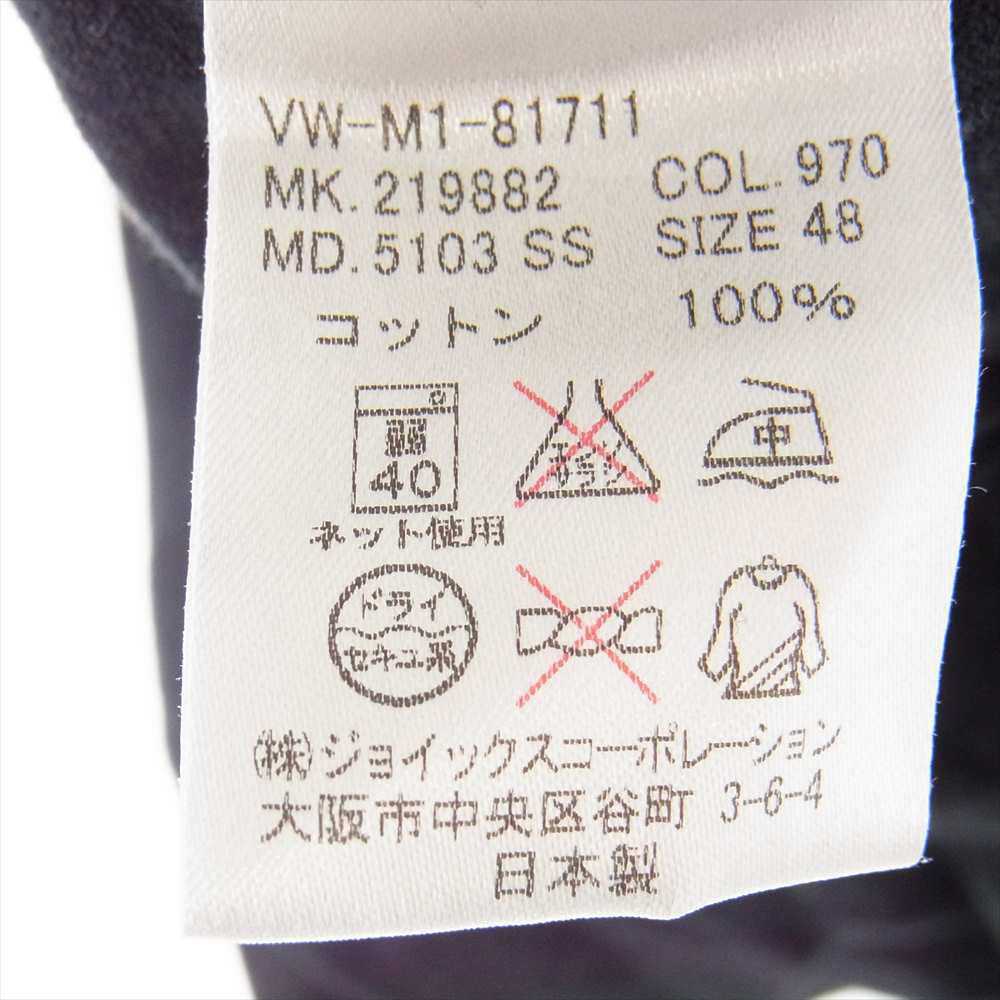 VW-M1-81711
MK. 219882 COL. 970
MD. 5103 SS SIZE 48
コットン 100%
弱
40
中
ネット使用
ドライ
セキユ系
(株)ジョイックスコーポレーション
大阪市中央区谷町 3-6-4
日本製